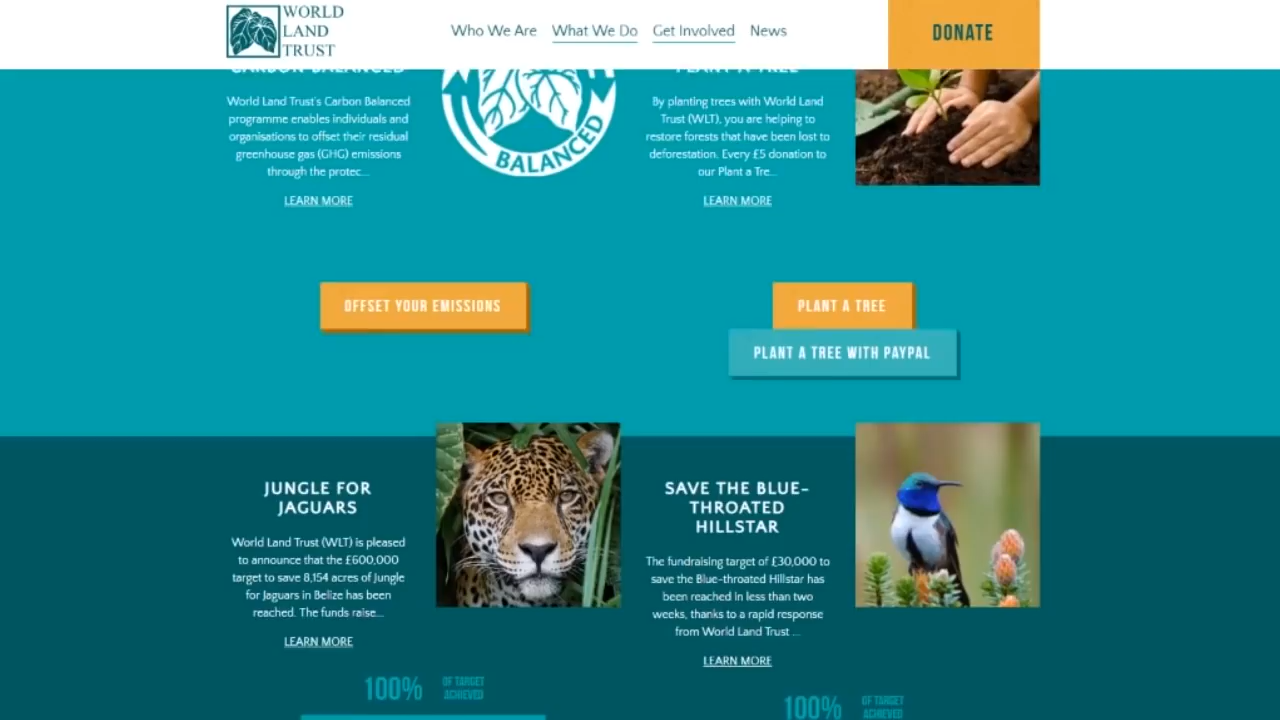 WORLD
LAND
TRUST
Who We Are
What We Do
Get Involved
News
DONATE
CARBON BALANCED
World Land Trust's Carbon Balanced
programme enables individuals and
organisations to offset their residual
greenhouse gas (GHG) emissions
through the protec...
LEARN MORE
BALANCED
PLANT A TREE
By planting trees with World Land
Trust (WLT), you are helping to
restore forests that have been lost to
deforestation. Every £5 donation to
our Plant a Tre...
LEARN MORE
OFFSET YOUR EMISSIONS
PLANT A TREE
PLANT A TREE WITH PAYPAL
JUNGLE FOR
JAGUARS
World Land Trust (WLT) is pleased
to announce that the £600,000
target to save 8,154 acres of Jungle
for Jaguars in Belize has been
reached. The funds raise...
LEARN MORE
100%
OF TARGET
ACHIEVED
SAVE THE BLUE-
THROATED
HILLSTAR
The fundraising target of £30,000 to
save the Blue-throated Hillstar has
been reached in less than two
weeks, thanks to a rapid response
from World Land Trust ...
LEARN MORE
100%
OF TARGET
ACHIEVED